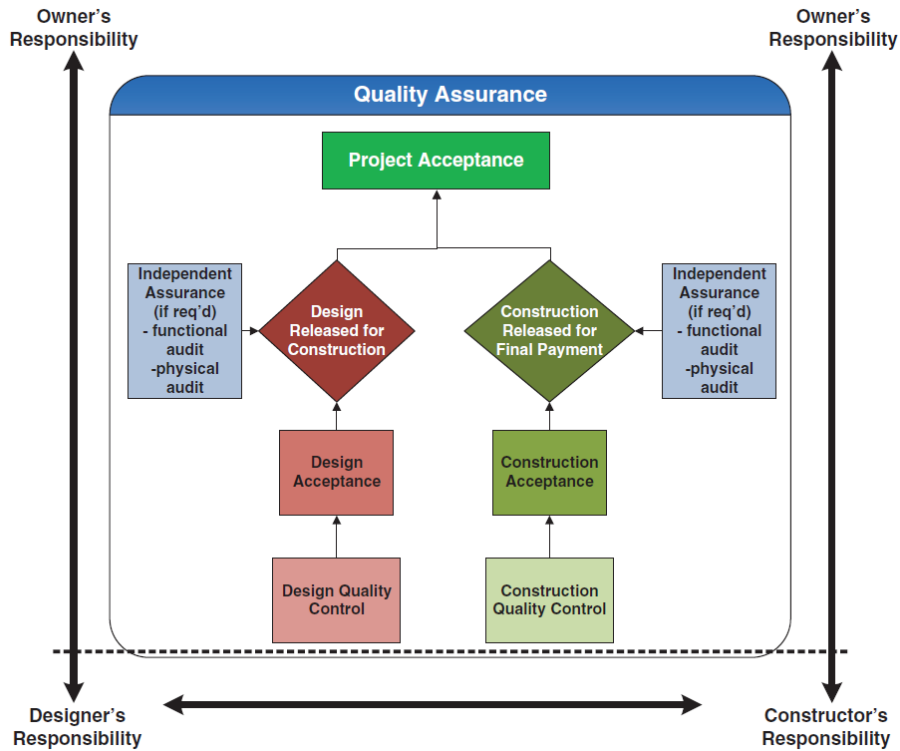 Owner's
Responsibility
Owner's
Responsibility
Quality Assurance
Project Acceptance
Independent
Assurance
(if req'd)
- functional
audit
-physical
audit
Design
Released for
Construction
Construction
Released for
Final Payment
Independent
Assurance
(if req'd)
- functional
audit
-physical
audit
Design
Acceptance
Construction
Acceptance
Design Quality
Control
Construction
Quality Control
Designer's
Responsibility
Constructor's
Responsibility